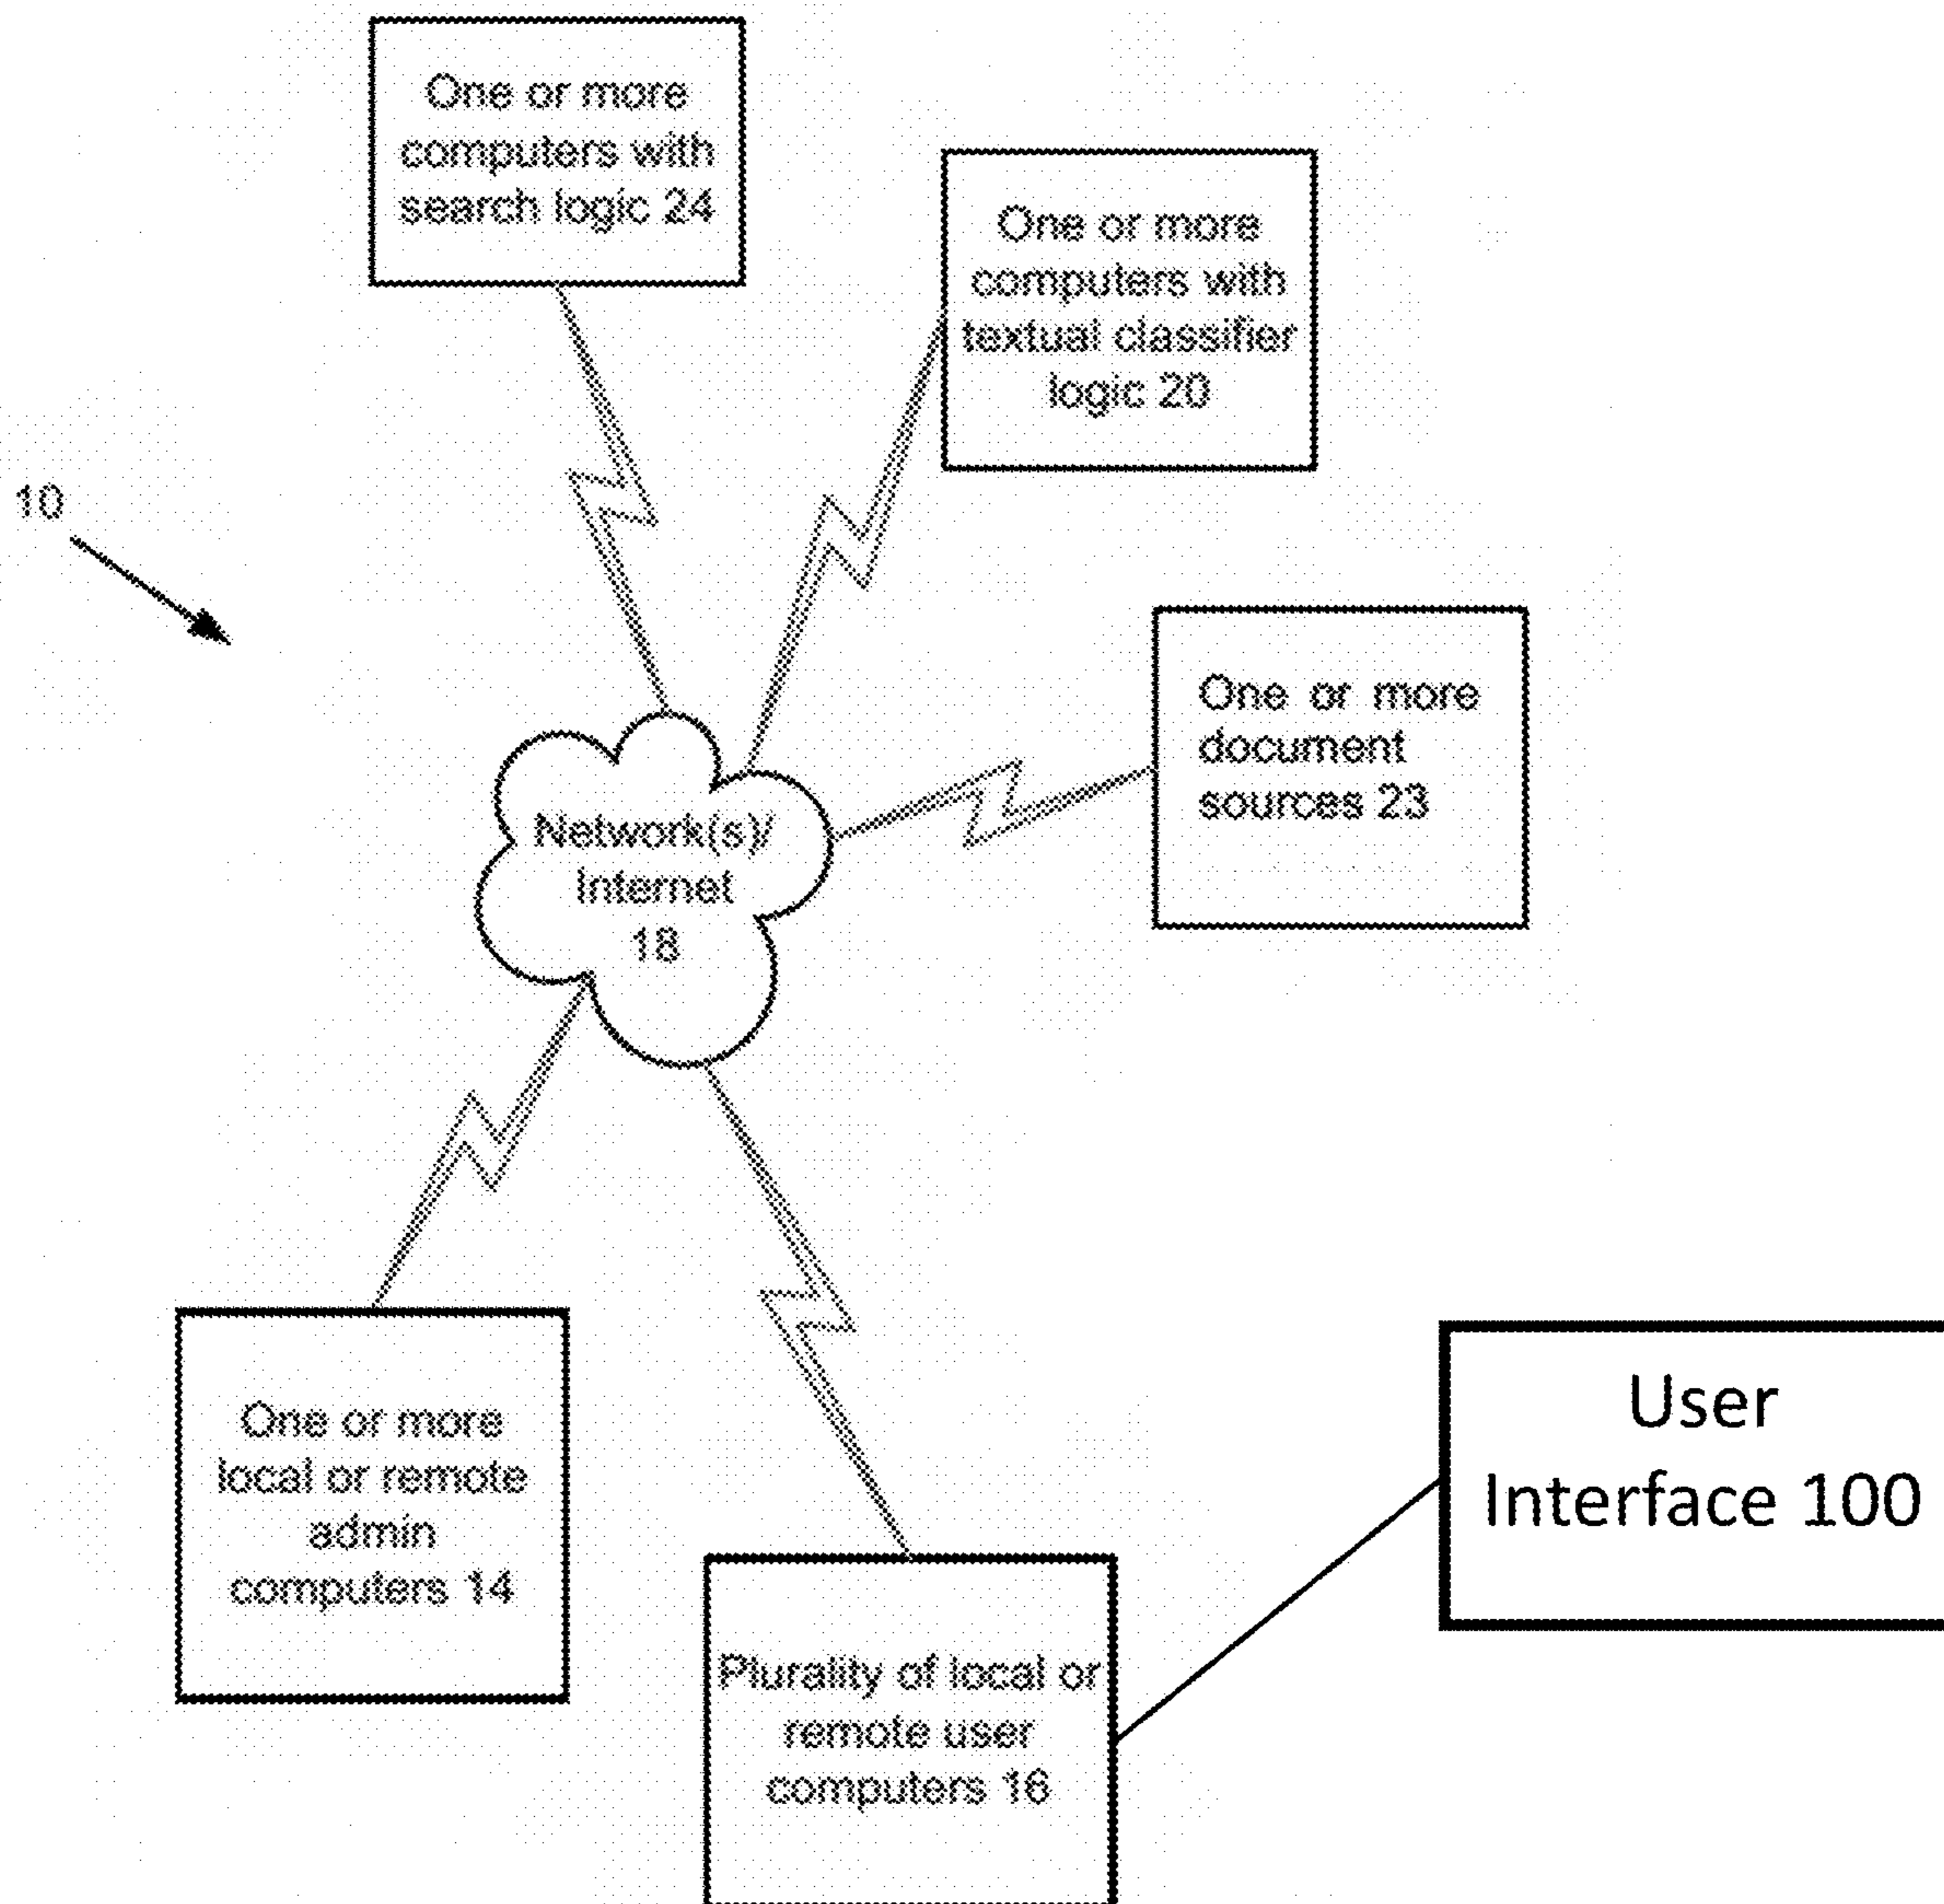 One or more
computers with
search logic 24
One or more
computers with
textual classifier
logic 20
10
One or more
document
sources 23
Network(s)/
Internet
18
One or more
local or remote
admin
computers 14
User
Interface 100
Plurality of local or
remote user
computers 16